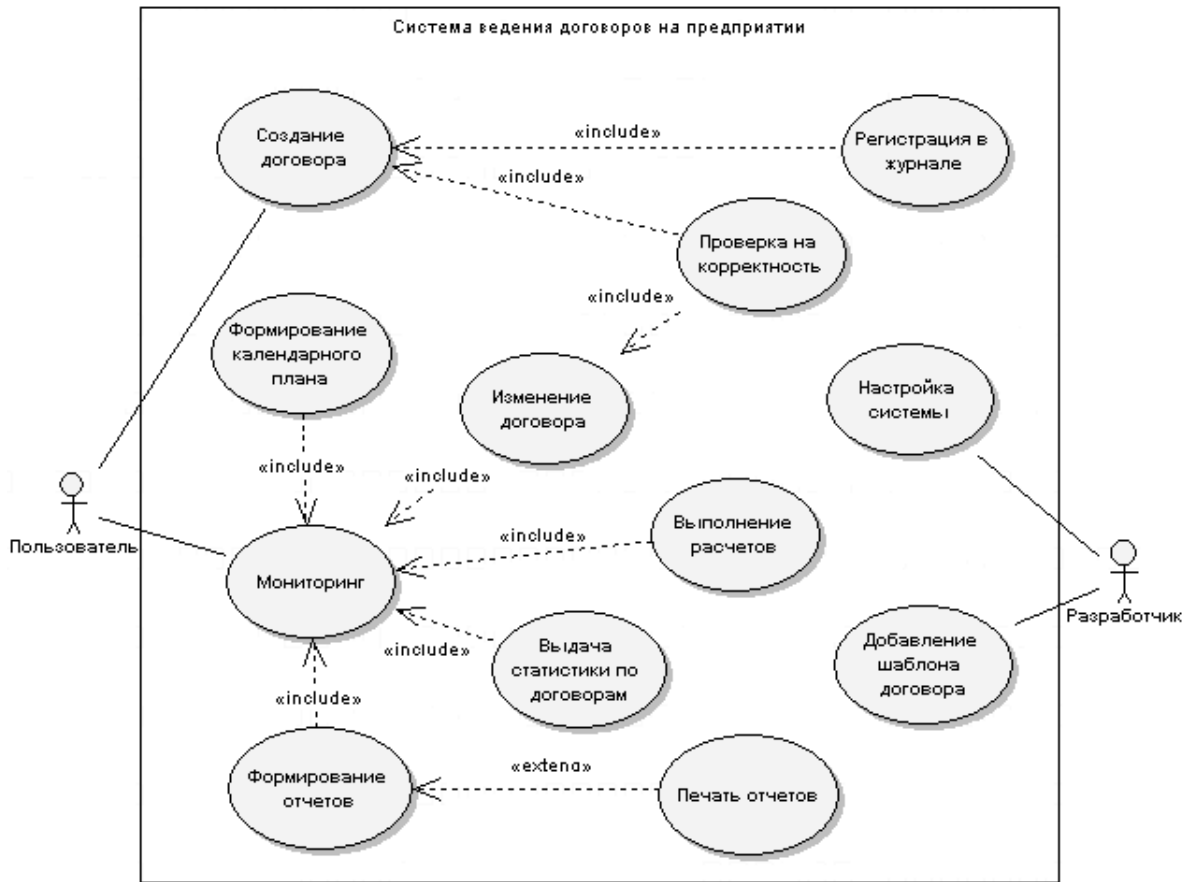 Система ведения договоров на предприятии
Создание
договора
«include»
Регистрация в
журнале
«include»
Проверка на
корректность
«include»
Формирование
календарного
плана
Изменение
договора
Настройка
системы
«include»
«include»
Выполнение
расчетов
«include»
Пользователь
Мониторинг
Разработчик
«include»
Выдача
статистики по
договорам
Добавление
шаблона
договора
«include»
Формирование
отчетов
«extend»
Печать отчетов